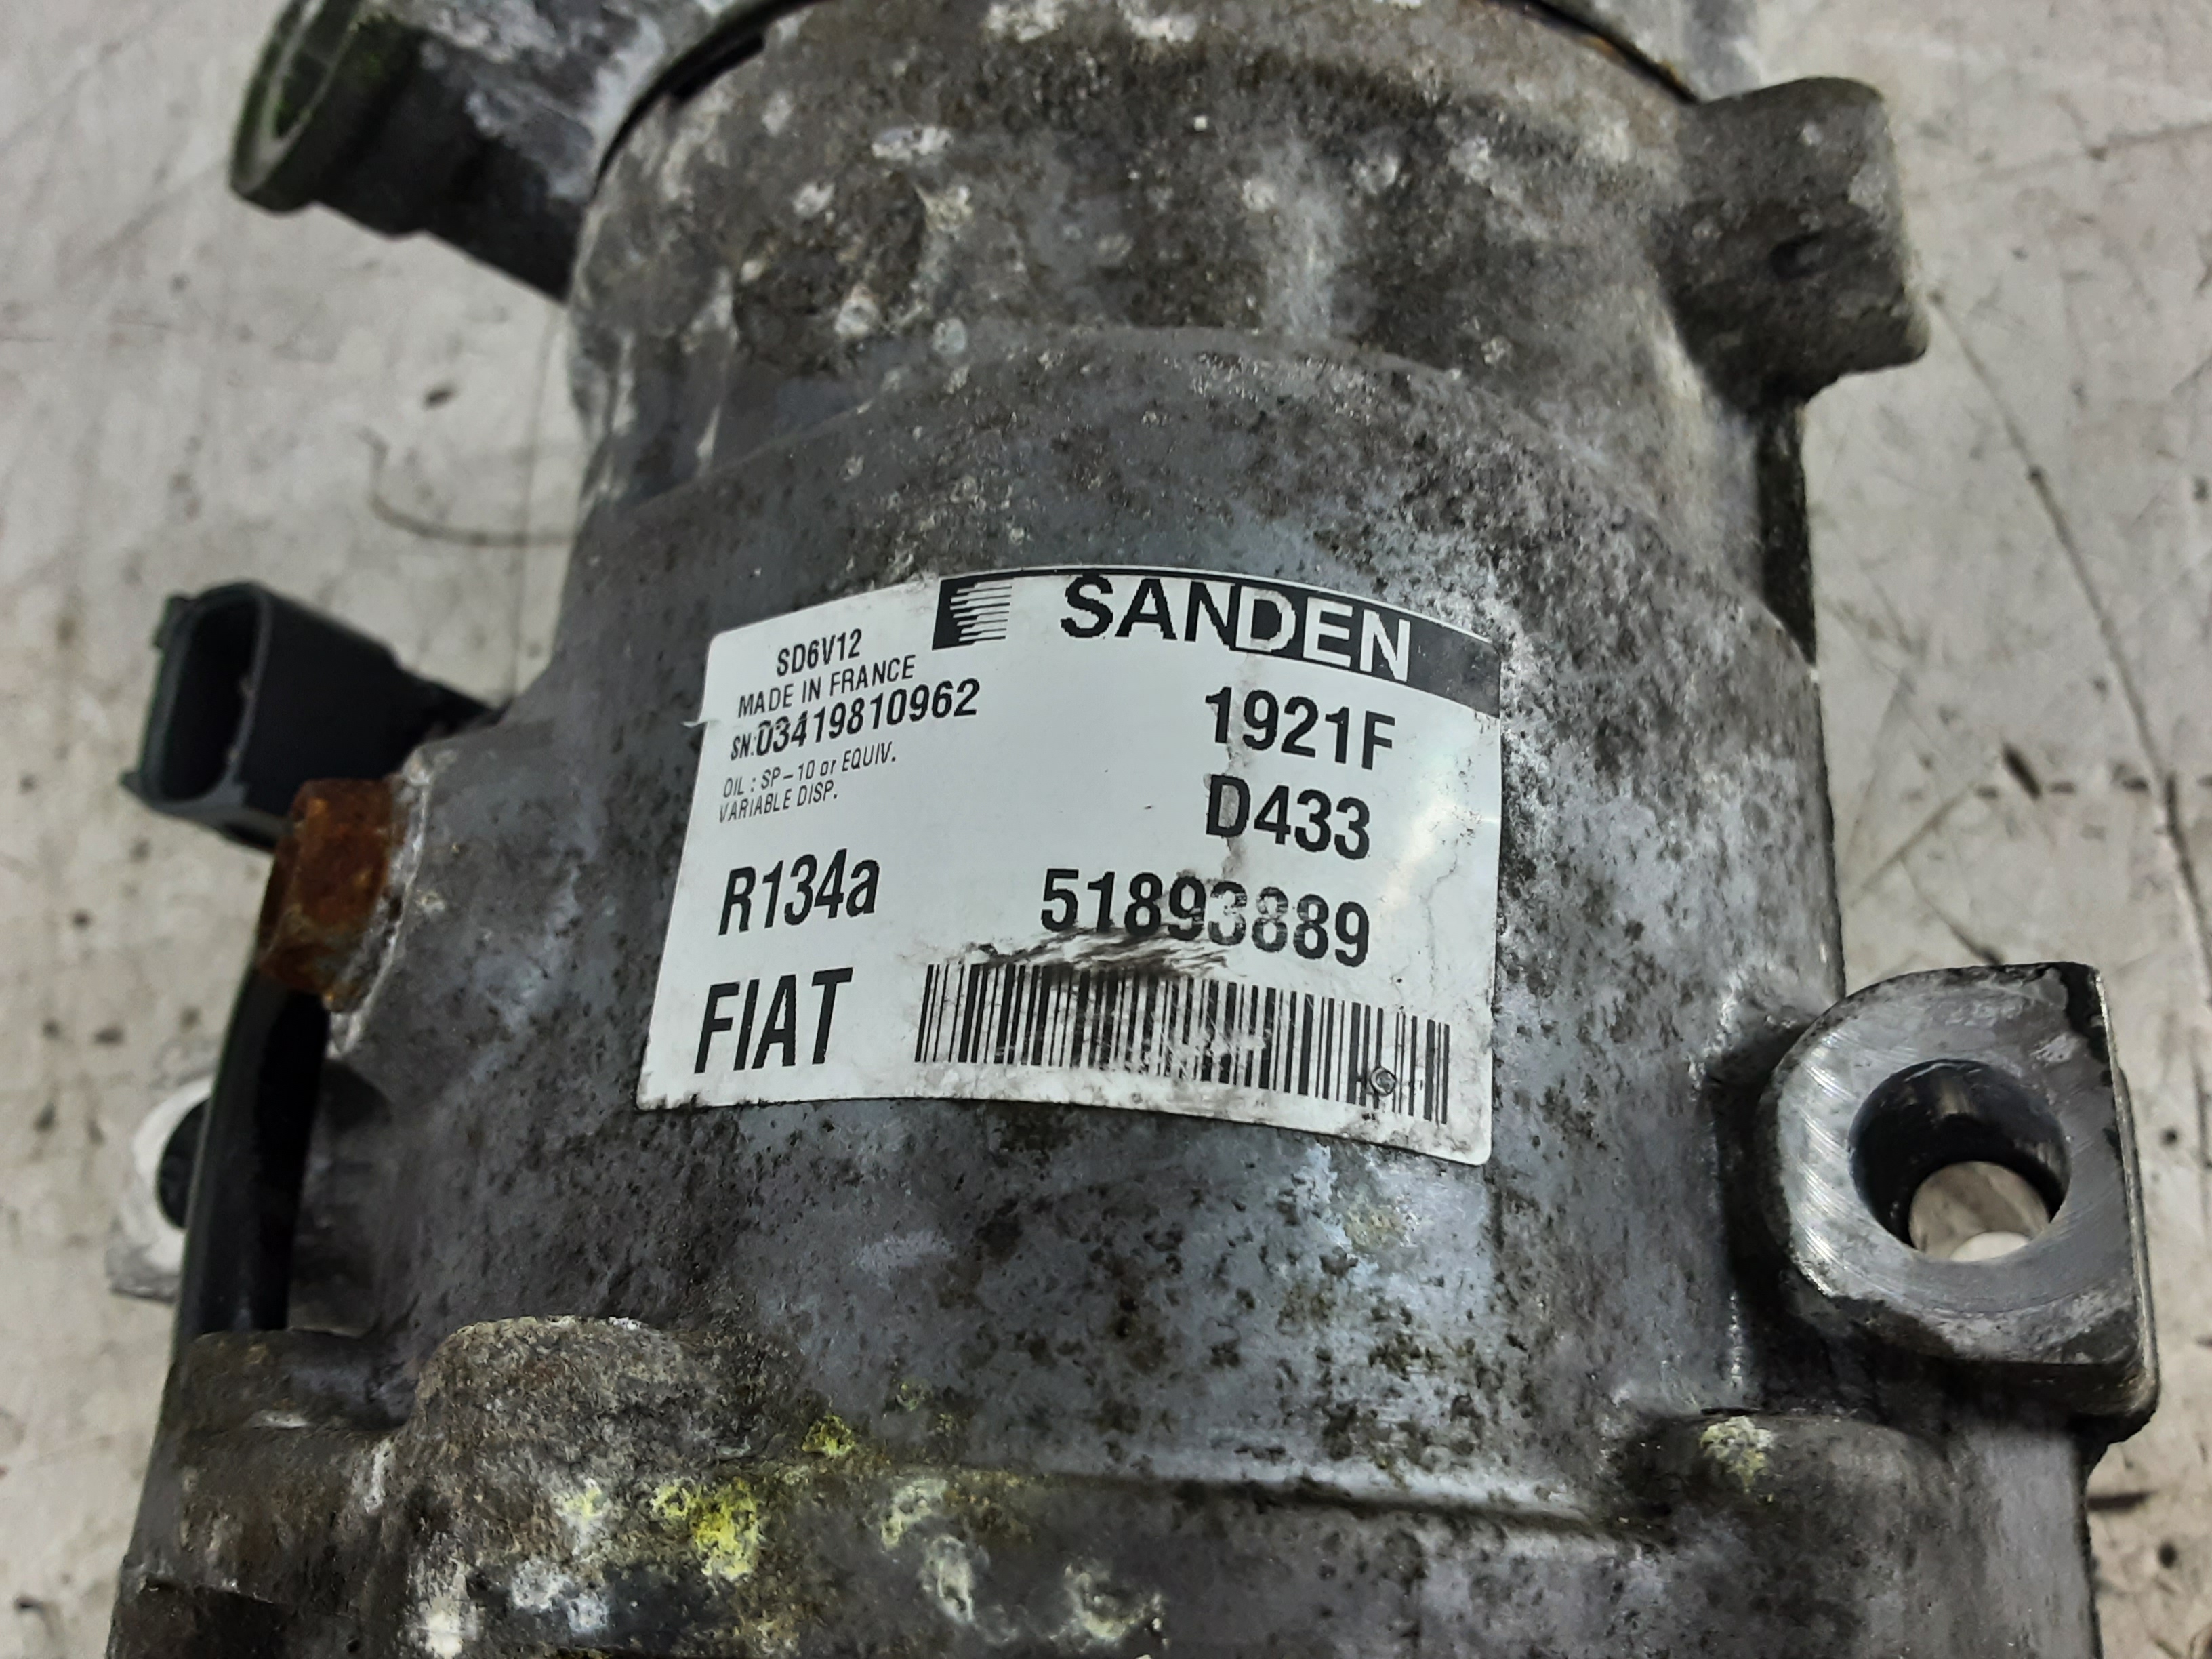 SANDEN
SD6V12
MADE IN FRANCE
SN:03419810962
OIL : SP-10 or EQUIV.
VARIABLE DISP.
1921F
D433
R134a
51893889
FIAT